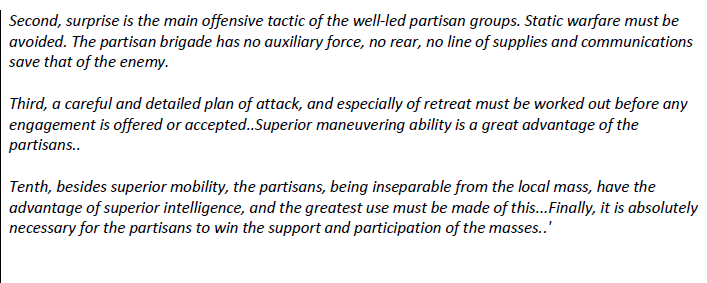 Second, surprise is the main offensive tactic of the well-led partisan groups. Static warfare must be
avoided. The partisan brigade has no auxiliary force, no rear, no line of supplies and communications
save that of the enemy.
Third, a careful and detailed plan of attack, and especially of retreat must be worked out before any
engagement is offered or accepted..Superior maneuvering ability is a great advantage of the
partisans..
Tenth, besides superior mobility, the partisans, being inseparable from the local mass, have the
advantage of superior intelligence, and the greatest use must be made of this...Finally, it is absolutely
necessary for the partisans to win the support and participation of the masses..'